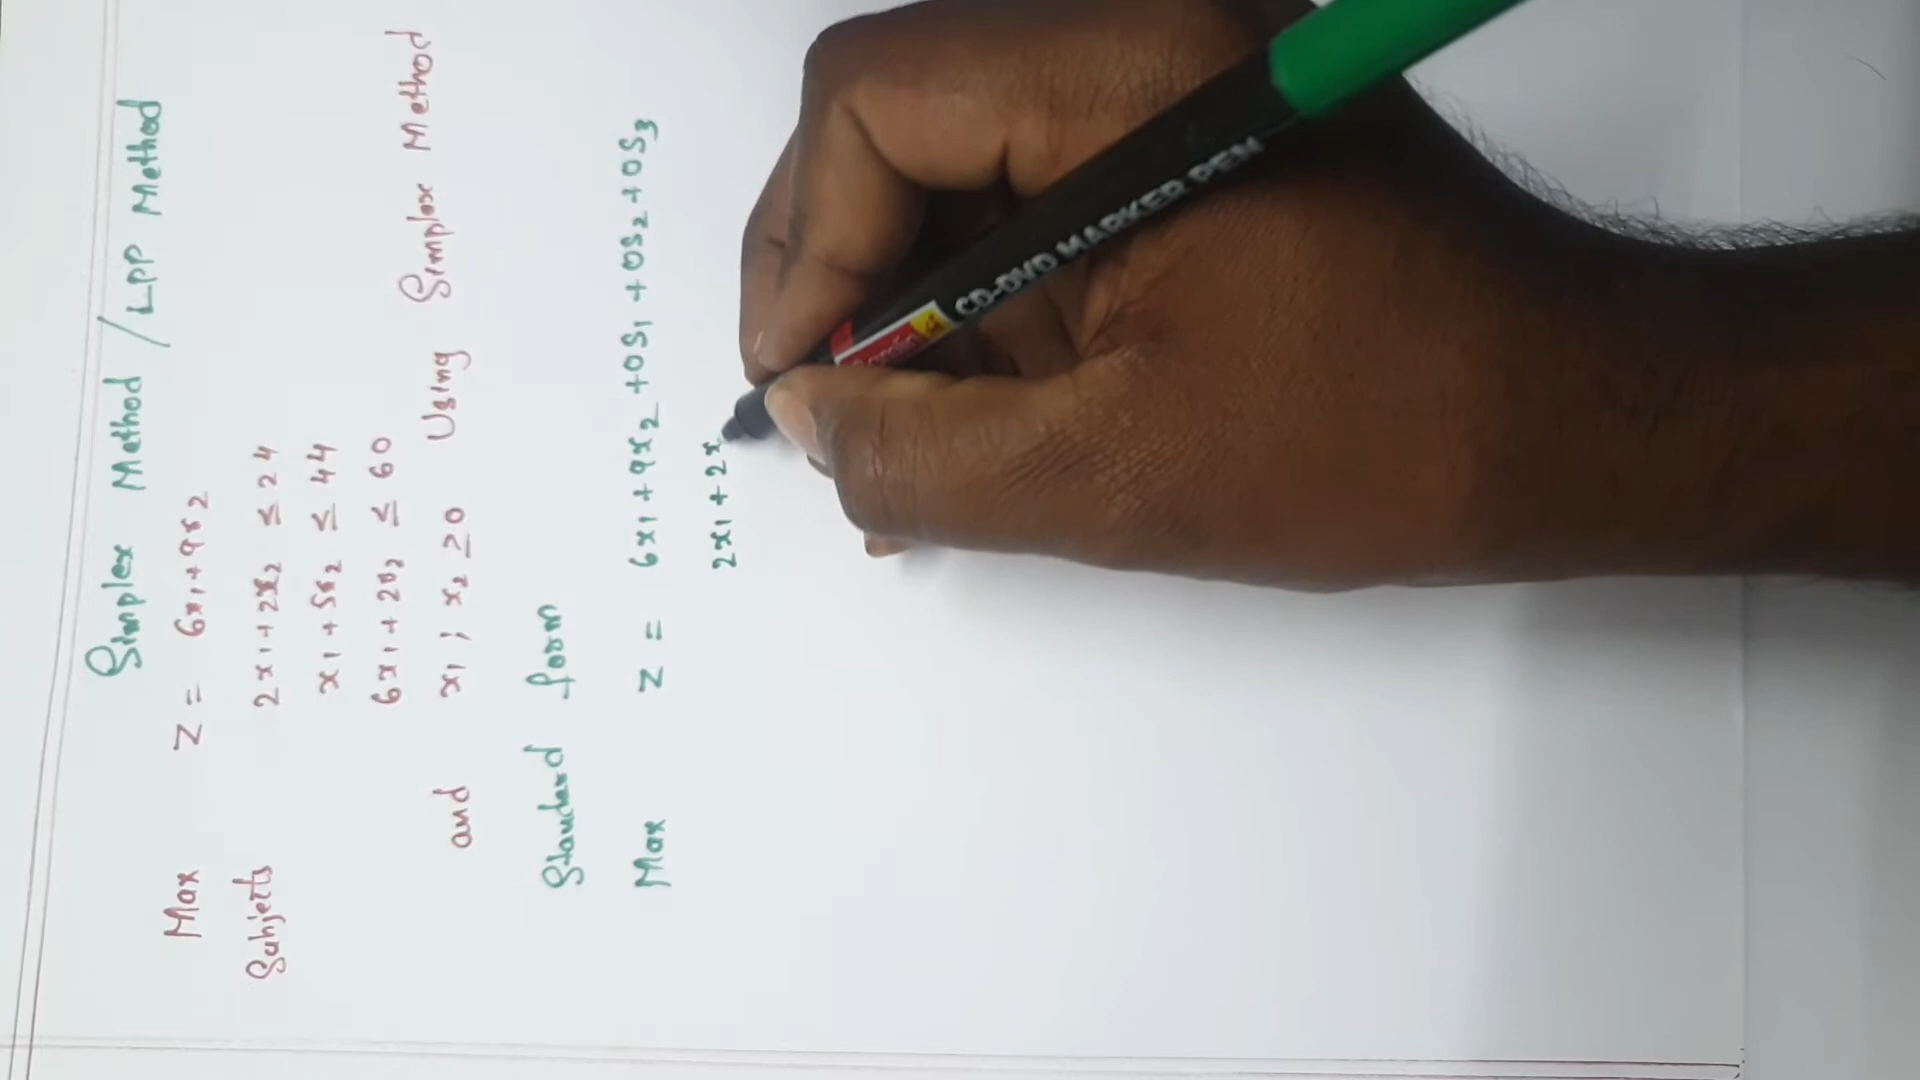 Simplex Method / LPP Method
Max Z = 6x1 + 9x2
Subjects 2x1 + 2x2 ≤ 24
x1 + 5x2 ≤ 44
6x1 + 2x2 ≤ 60
and x1 ; x2 ≥ 0 Using Simplex Method
Standard form
Max Z = 6x1 + 9x2 + 0S1 + 0S2 + 0S3
2x1 + 2x
CD-DVD MARKER PEN